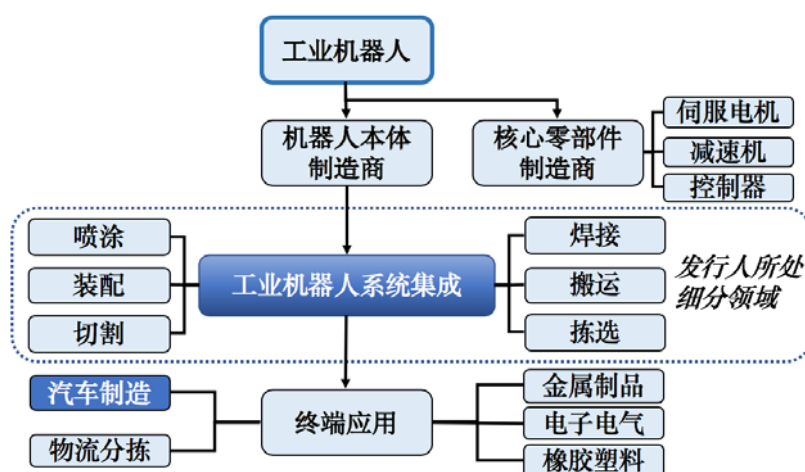 工业机器人
机器人本体
制造商
核心零部件
制造商
伺服电机
减速机
控制器
喷涂
装配
切割
工业机器人系统集成
焊接
搬运
拣选
发行人所处
细分领域
汽车制造
物流分拣
终端应用
金属制品
电子电气
橡胶塑料